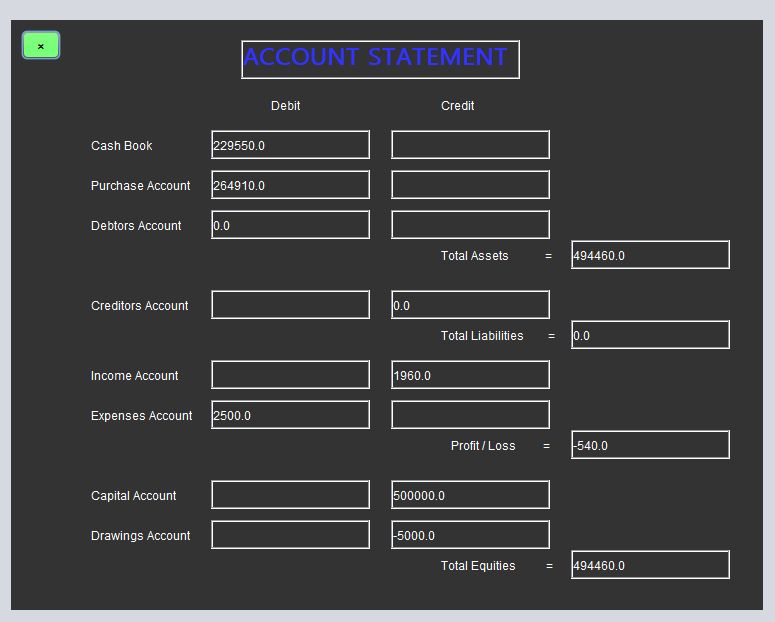 ×
ACCOUNT STATEMENT
Debit Credit
Cash Book 229550.0
Purchase Account 264910.0
Debtors Account 0.0
Total Assets = 494460.0
Creditors Account 0.0
Total Liabilities = 0.0
Income Account 1960.0
Expenses Account 2500.0
Profit / Loss = -540.0
Capital Account 500000.0
Drawings Account -5000.0
Total Equities = 494460.0